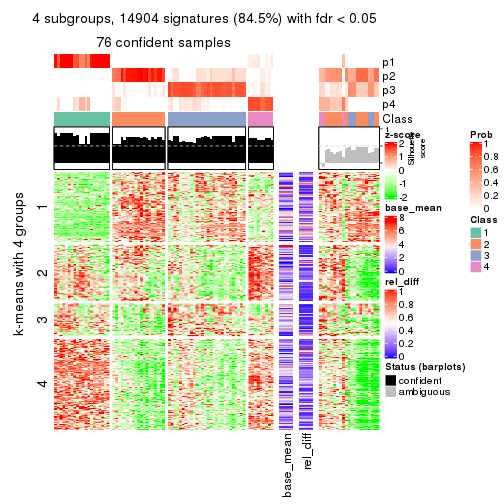 4 subgroups, 14904 signatures (84.5%) with fdr < 0.05
76 confident samples
p1
p2
p3
p4
Class
1
Silhouette
score
k-means with 4 groups
1
2
3
4
base_mean
rel_diff
z-score
2
1
0
-1
-2
base_mean
8
6
4
2
0
rel_diff
1
0.8
0.6
0.4
0.2
0
Status (barplots)
confident
ambiguous
Prob
1
0.8
0.6
0.4
0.2
0
Class
1
2
3
4